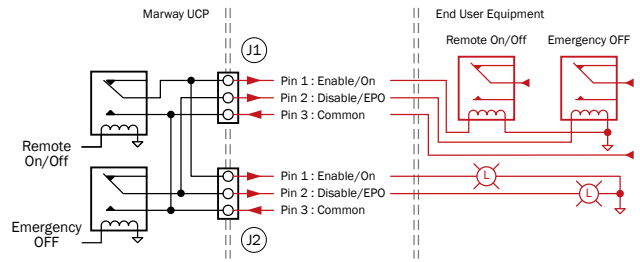 Marway UCP
End User Equipment
J1
Remote On/Off
Emergency OFF
Pin 1 : Enable/On
Pin 2 : Disable/EPO
Pin 3 : Common
Remote
On/Off
Pin 1 : Enable/On
L
Pin 2 : Disable/EPO
L
Pin 3 : Common
Emergency
OFF
J2